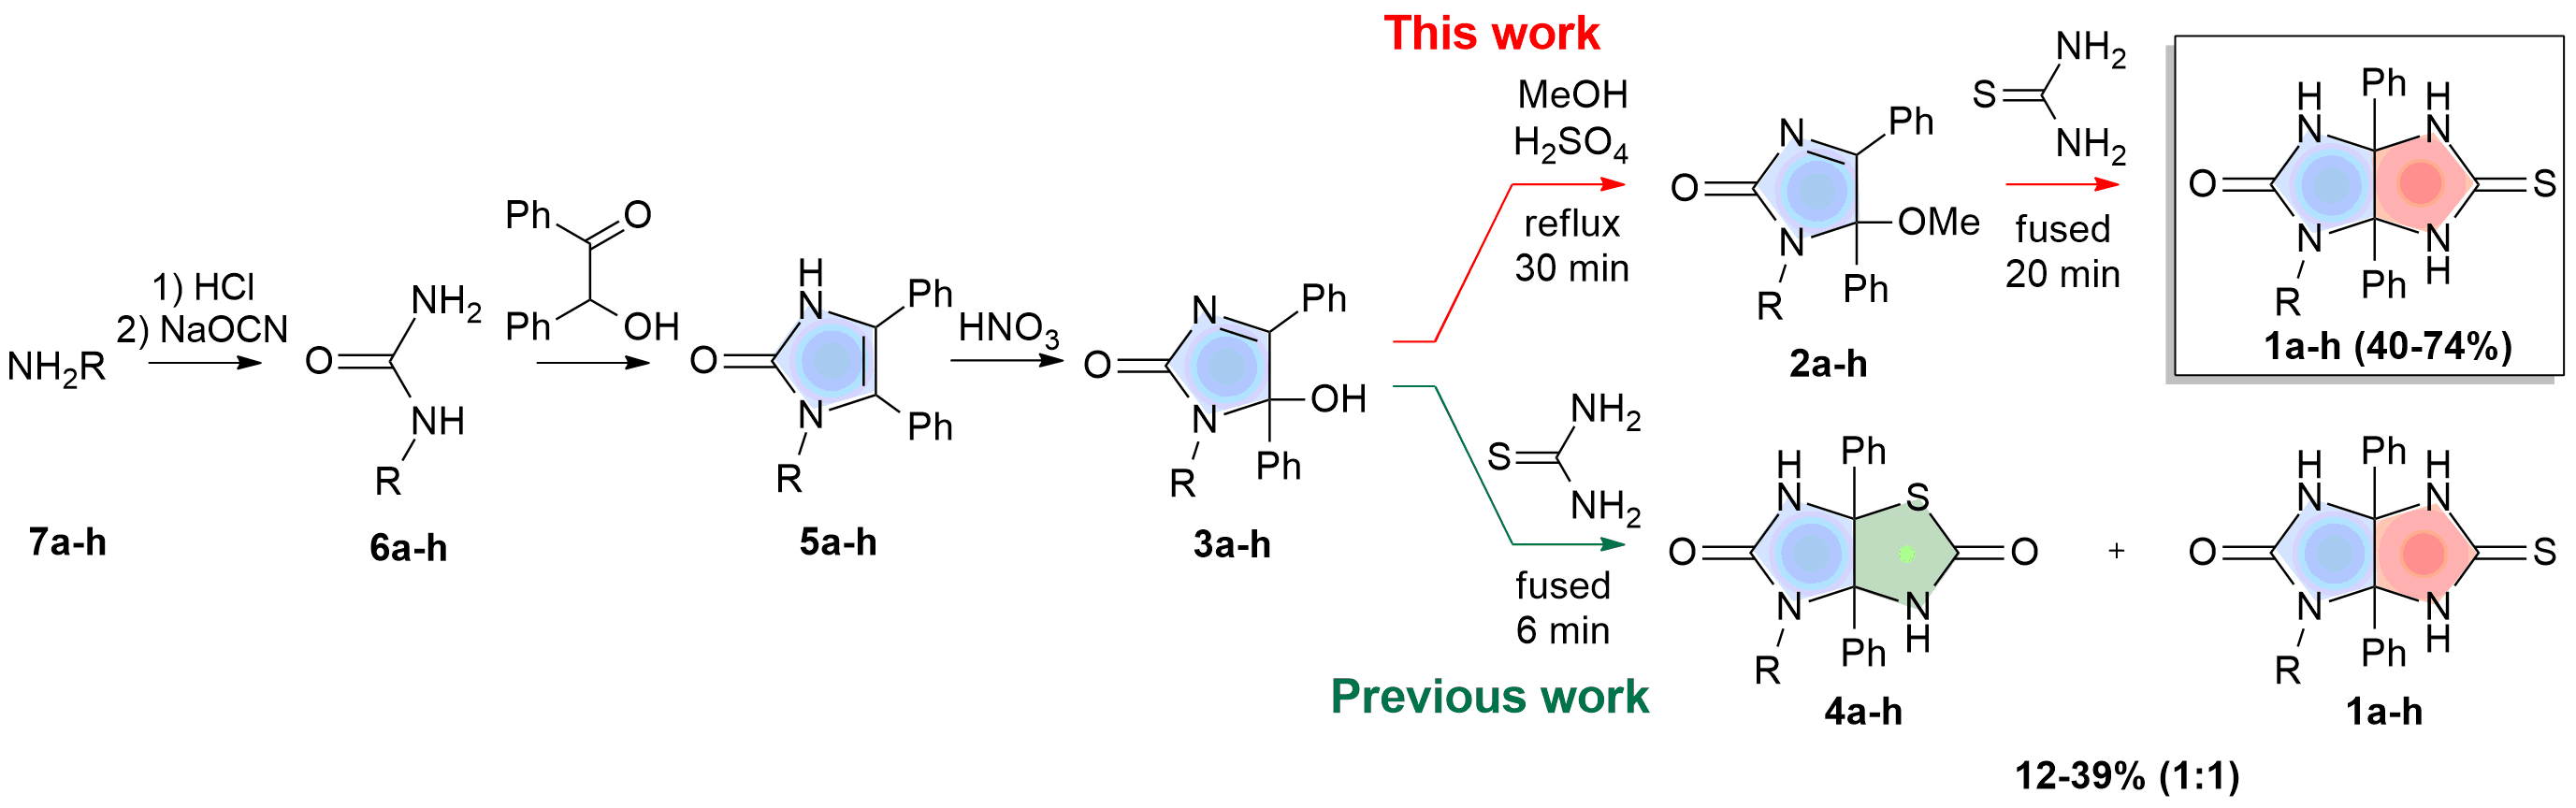 This work
NH2R
7a-h
1) HCl
2) NaOCN
O
NH2
NH
R
6a-h
Ph
O
Ph
OH
H
N
O
N
R
Ph
Ph
5a-h
HNO3
N
O
N
R
Ph
OH
Ph
3a-h
MeOH
H2SO4
reflux
30 min
N
Ph
O
OMe
N
R
Ph
2a-h
S
NH2
NH2
fused
20 min
H
N
Ph
H
N
O
S
N
R
Ph
N
H
1a-h (40-74%)
S
NH2
NH2
fused
6 min
Previous work
H
N
Ph
S
O
O
N
R
Ph
N
H
4a-h
+
H
N
Ph
H
N
O
S
N
R
Ph
N
H
1a-h
12-39% (1:1)